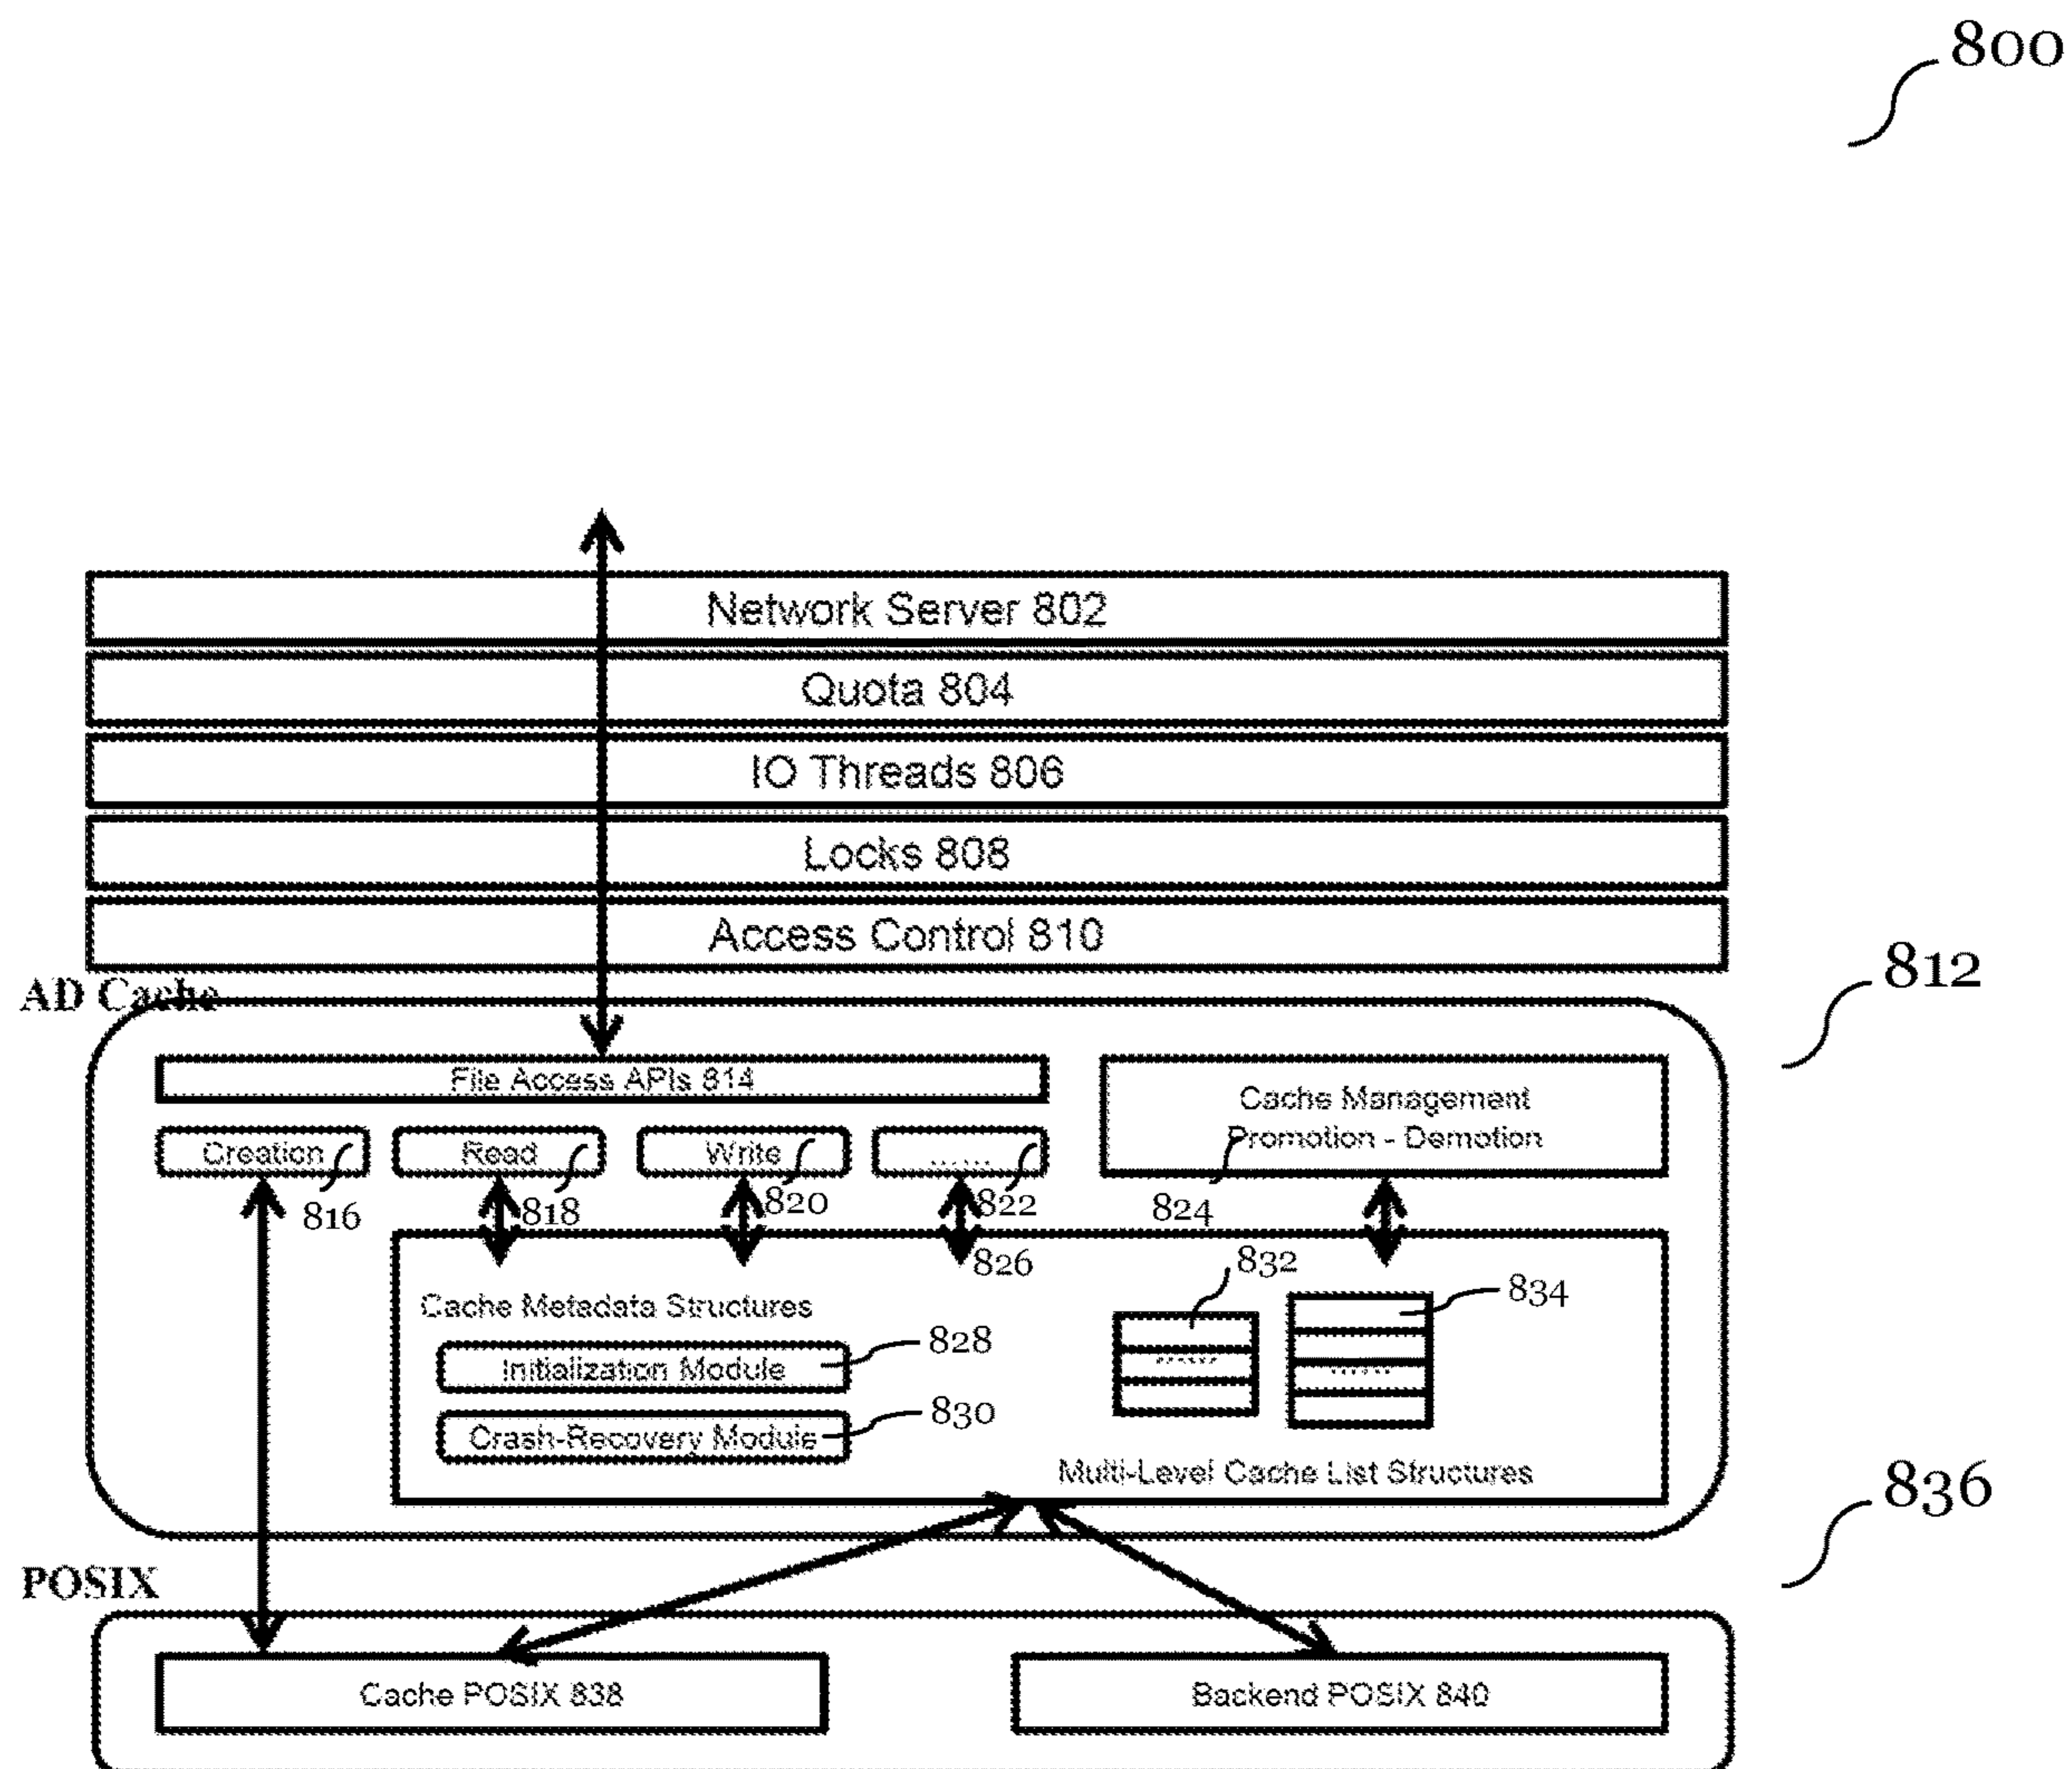 800
Network Server 802
Quota 804
IO Threads 806
Locks 808
Access Control 810
812
AD Cache
File Access APIs 814
Cache Management
Promotion - Demotion
Creation
Read
Write
......
816
818
820
822
824
826
832
834
Cache Metadata Structures
828
Initialization Module
830
Crash-Recovery Module
......
......
Multi-Level Cache List Structures
836
POSIX
Cache POSIX 838
Backend POSIX 840